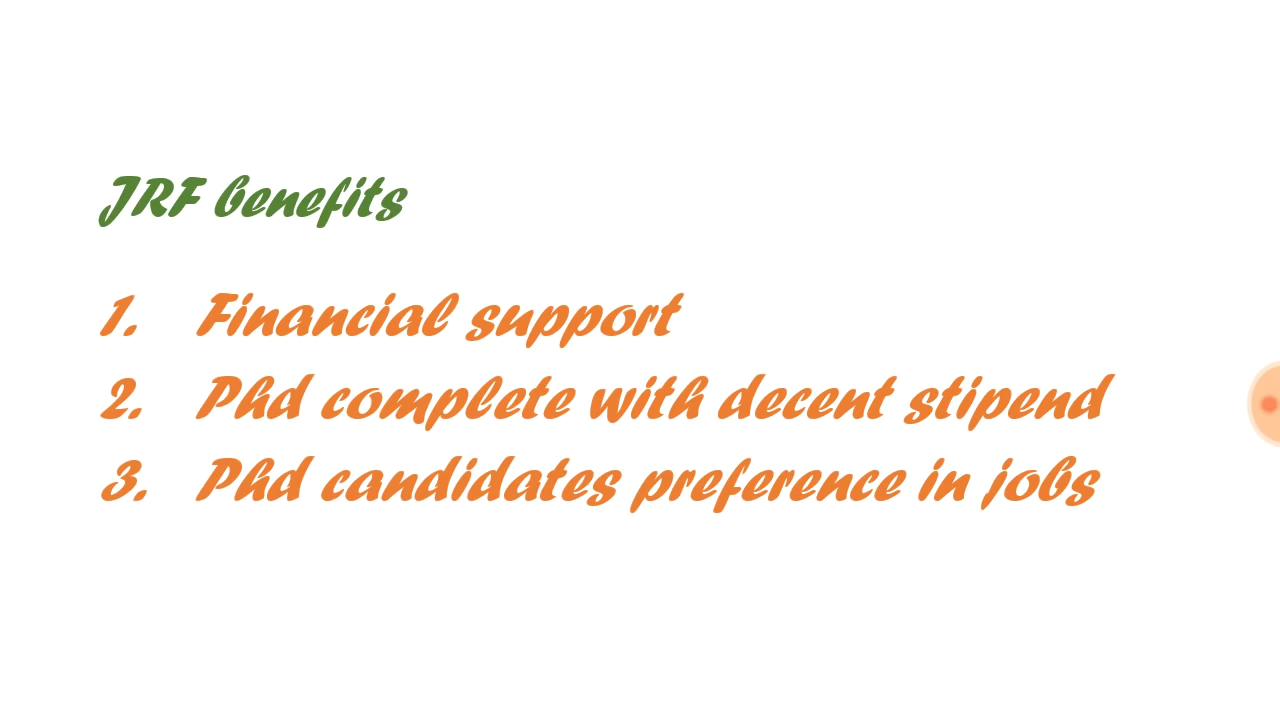 JRF benefits
1. Financial support
2. Phd complete with decent stipend
3. Phd candidates preference in jobs